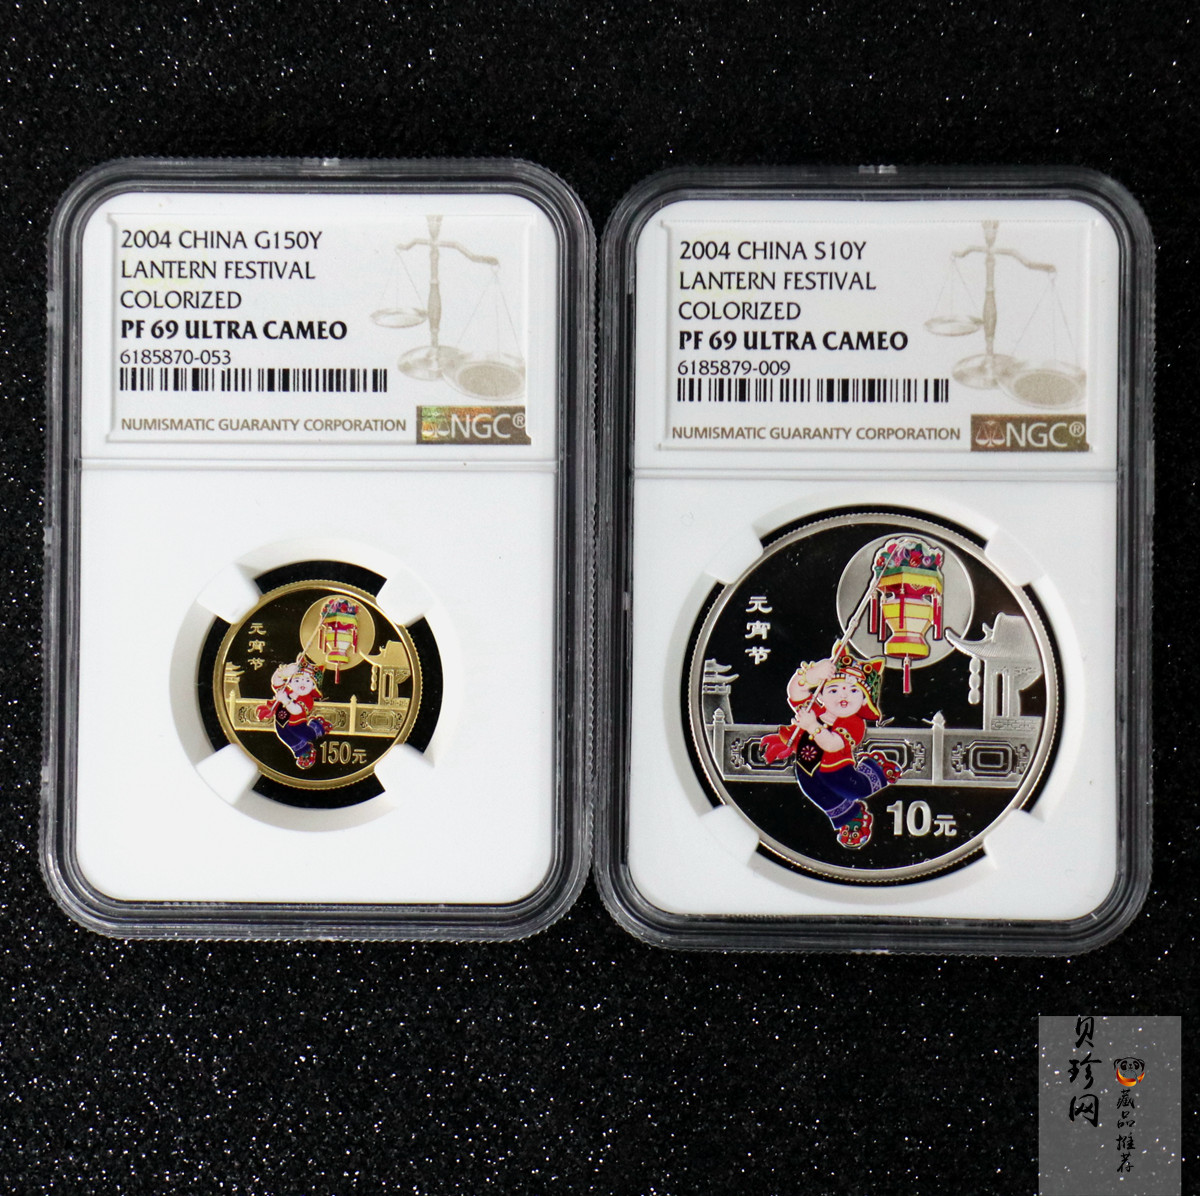 2004 CHINA G150Y
LANTERN FESTIVAL
COLORIZED
PF 69 ULTRA CAMEO
6185870-053
NUMISMATIC GUARANTY CORPORATION
NGC®
元宵节
150元
2004 CHINA S10Y
LANTERN FESTIVAL
COLORIZED
PF 69 ULTRA CAMEO
6185879-009
NUMISMATIC GUARANTY CORPORATION
NGC®
元宵节
10元
贝珍网
藏品推荐